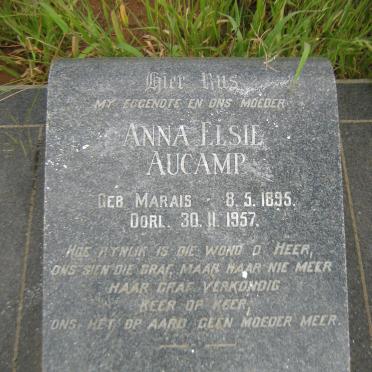 Hier Rus
MY EGGENOTE EN ONS MOEDER
ANNA ELSIE
AUCAMP
GEB. MARAIS 8.5.1895.
OORL. 30.11.1957.
HOE PYNLIK IS DIE WOND O HEER,
ONS SIEN DIE GRAF, MAAR HAAR NIE MEER
HAAR GRAF VERKONDIG
KEER OP KEER,
ONS HET OP AARD GEEN MOEDER MEER.